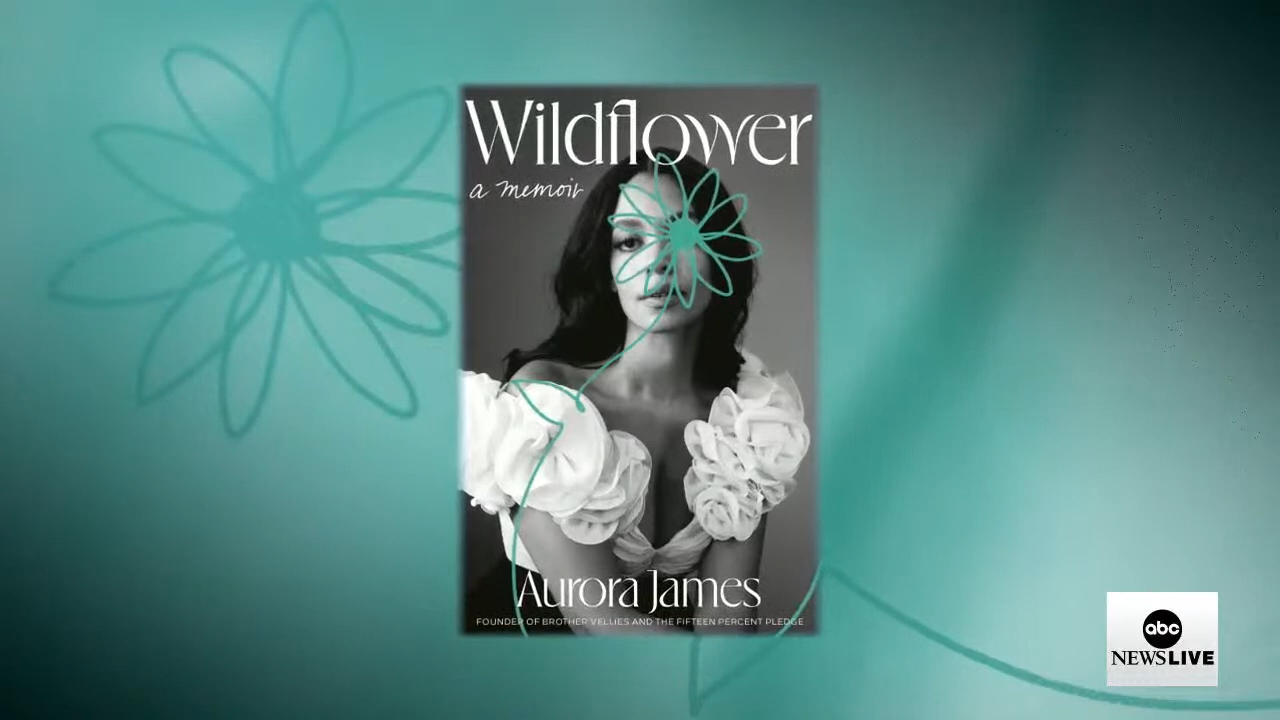 Wildflower
a memoir
Aurora James
FOUNDER OF BROTHER VELLIES AND THE FIFTEEN PERCENT PLEDGE
abc
NEWS LIVE